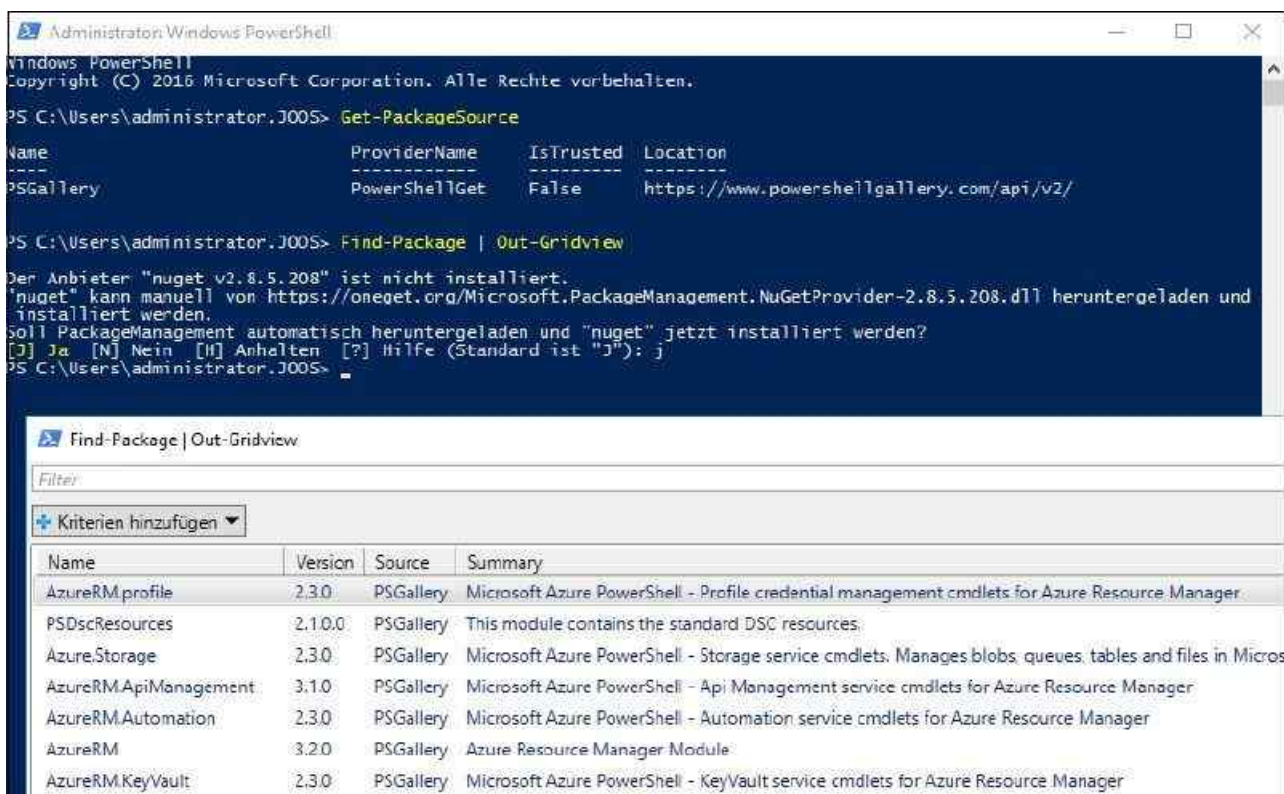 Administrator: Windows PowerShell
Windows PowerShell
Copyright (C) 2016 Microsoft Corporation. Alle Rechte vorbehalten.
PS C:\Users\administrator.JOOS> Get-PackageSource
Name ProviderName IsTrusted Location
---- ------------ --------- --------
PSGallery PowerShellGet False https://www.powershellgallery.com/api/v2/
PS C:\Users\administrator.JOOS> Find-Package | Out-Gridview
Der Anbieter "nuget v2.8.5.208" ist nicht installiert.
"nuget" kann manuell von https://oneget.org/Microsoft.PackageManagement.NuGetProvider-2.8.5.208.dll heruntergeladen und
installiert werden.
Soll PackageManagement automatisch heruntergeladen und "nuget" jetzt installiert werden?
[J] Ja [N] Nein [H] Anhalten [?] Hilfe (Standard ist "J"): j
PS C:\Users\administrator.JOOS> _
Find-Package | Out-Gridview
Filter
Kriterien hinzufügen
Name Version Source Summary
AzureRM.profile 2.3.0 PSGallery Microsoft Azure PowerShell - Profile credential management cmdlets for Azure Resource Manager
PSDscResources 2.1.0.0 PSGallery This module contains the standard DSC resources.
Azure.Storage 2.3.0 PSGallery Microsoft Azure PowerShell - Storage service cmdlets. Manages blobs, queues, tables and files in Micros
AzureRM.ApiManagement 3.1.0 PSGallery Microsoft Azure PowerShell - Api Management service cmdlets for Azure Resource Manager
AzureRM.Automation 2.3.0 PSGallery Microsoft Azure PowerShell - Automation service cmdlets for Azure Resource Manager
AzureRM 3.2.0 PSGallery Azure Resource Manager Module
AzureRM.KeyVault 2.3.0 PSGallery Microsoft Azure PowerShell - KeyVault service cmdlets for Azure Resource Manager